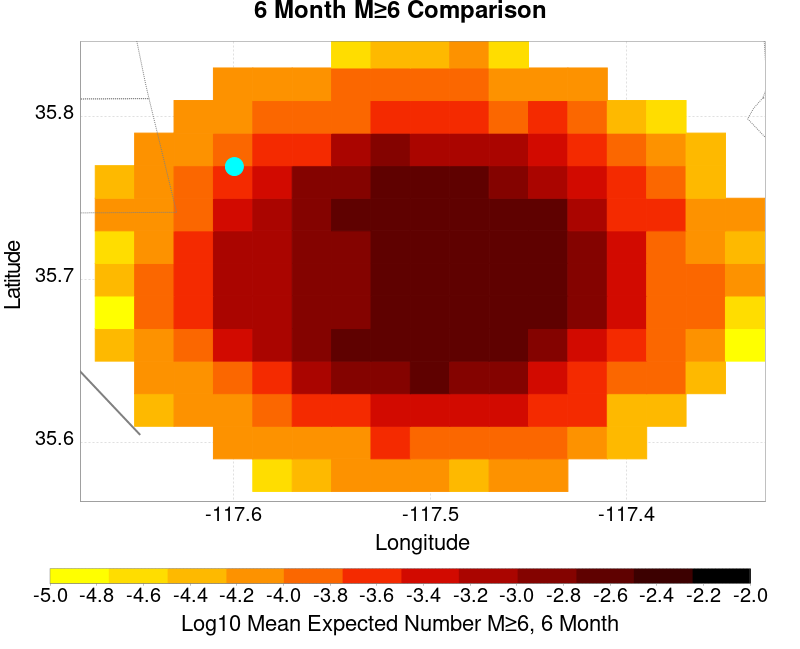 6 Month M≥6 Comparison
Latitude
35.8
35.7
35.6
-117.6 -117.5 -117.4
Longitude
-5.0 -4.8 -4.6 -4.4 -4.2 -4.0 -3.8 -3.6 -3.4 -3.2 -3.0 -2.8 -2.6 -2.4 -2.2 -2.0
Log10 Mean Expected Number M≥6, 6 Month